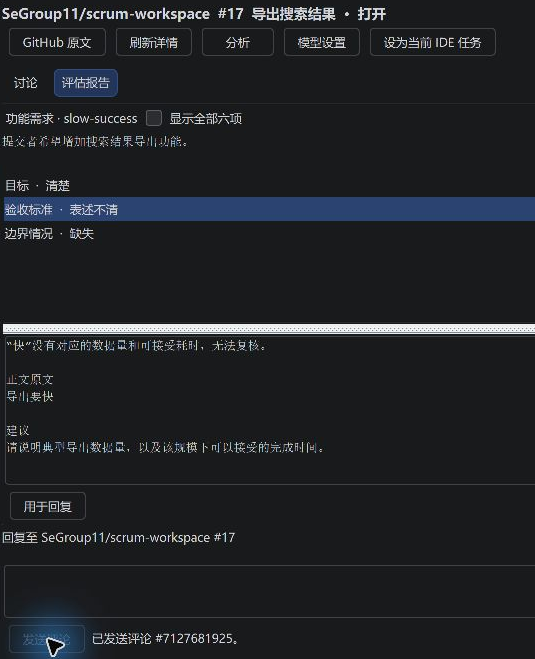 SeGroup11/scrum-workspace #17 导出搜索结果 · 打开
GitHub 原文 刷新详情 分析 模型设置 设为当前 IDE 任务
讨论 评估报告
功能需求 · slow-success 显示全部六项
提交者希望增加搜索结果导出功能。
目标 · 清楚
验收标准 · 表述不清
边界情况 · 缺失
“快”没有对应的数据量和可接受耗时，无法复核。
正文原文
导出要快
建议
请说明典型导出数据量，以及该规模下可以接受的完成时间。
用于回复
回复至 SeGroup11/scrum-workspace #17
发送评论 已发送评论 #7127681925。